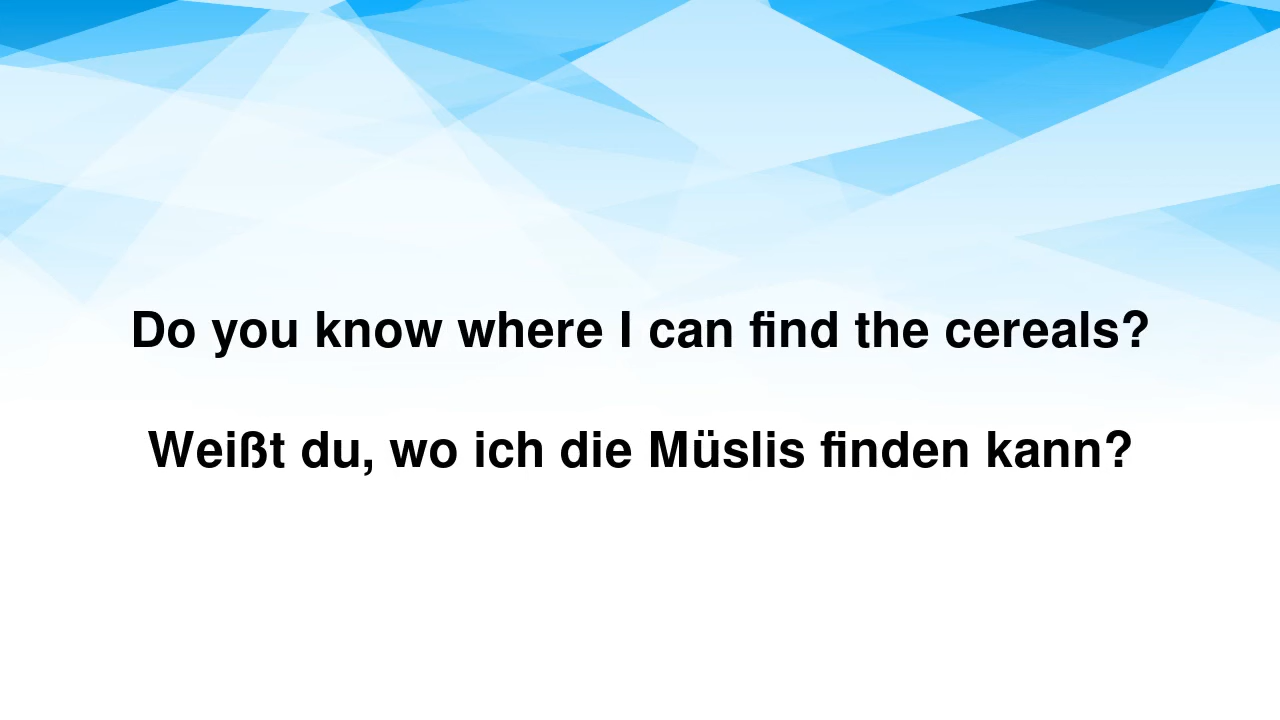 Do you know where I can find the cereals?
Weißt du, wo ich die Müslis finden kann?